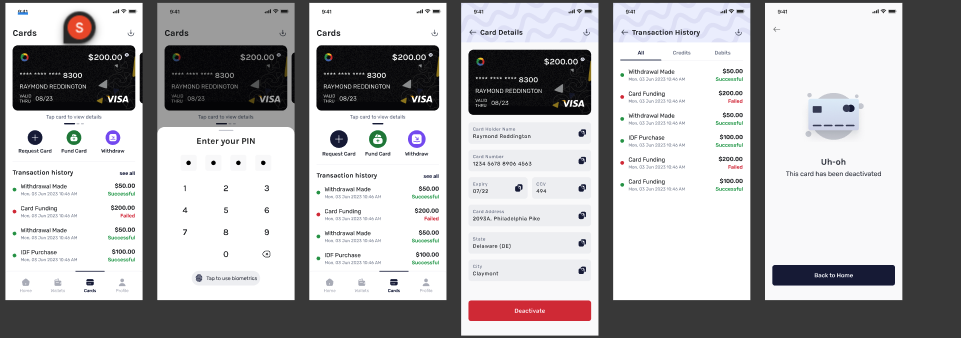 9:41
S
Cards
$200.00
**** **** **** 8300
RAYMOND REDDINGTON
VALID THRU 08/23
VISA
Tap card to view details
Request Card Fund Card Withdraw
Transaction history see all
Withdrawal Made $50.00
Mon, 03 Jun 2023 10:46 AM Successful
Card Funding $200.00
Mon, 03 Jun 2023 10:46 AM Failed
Withdrawal Made $50.00
Mon, 03 Jun 2023 10:46 AM Successful
IDF Purchase $100.00
Mon, 03 Jun 2023 10:46 AM Successful
Home Wallets Cards Profile
9:41
Cards
$200.00
**** **** **** 8300
RAYMOND REDDINGTON
VALID THRU 08/23
VISA
Tap card to view details
Enter your PIN
1 2 3
4 5 6
7 8 9
0
Tap to use biometrics
9:41
Cards
$200.00
**** **** **** 8300
RAYMOND REDDINGTON
VALID THRU 08/23
VISA
Tap card to view details
Request Card Fund Card Withdraw
Transaction history see all
Withdrawal Made $50.00
Mon, 03 Jun 2023 10:46 AM Successful
Card Funding $200.00
Mon, 03 Jun 2023 10:46 AM Failed
Withdrawal Made $50.00
Mon, 03 Jun 2023 10:46 AM Successful
IDF Purchase $100.00
Mon, 03 Jun 2023 10:46 AM Successful
Home Wallets Cards Profile
9:41
Card Details
$200.00
**** **** **** 8300
RAYMOND REDDINGTON
VALID THRU 08/23
VISA
Card Holder Name
Raymond Reddington
Card Number
1234 5678 8906 4563
Expiry CCV
07/22 494
Card Address
2093A, Philadelphia Pike
State
Delaware (DE)
City
Claymont
Deactivate
9:41
Transaction History
All Credits Debits
Withdrawal Made $50.00
Mon, 03 Jun 2023 10:46 AM Successful
Card Funding $200.00
Mon, 03 Jun 2023 10:46 AM Failed
Withdrawal Made $50.00
Mon, 03 Jun 2023 10:46 AM Successful
IDF Purchase $100.00
Mon, 03 Jun 2023 10:46 AM Successful
Card Funding $200.00
Mon, 03 Jun 2023 10:46 AM Failed
Card Funding $100.00
Mon, 03 Jun 2023 10:46 AM Successful
9:41
Uh-oh
This card has been deactivated
Back to Home